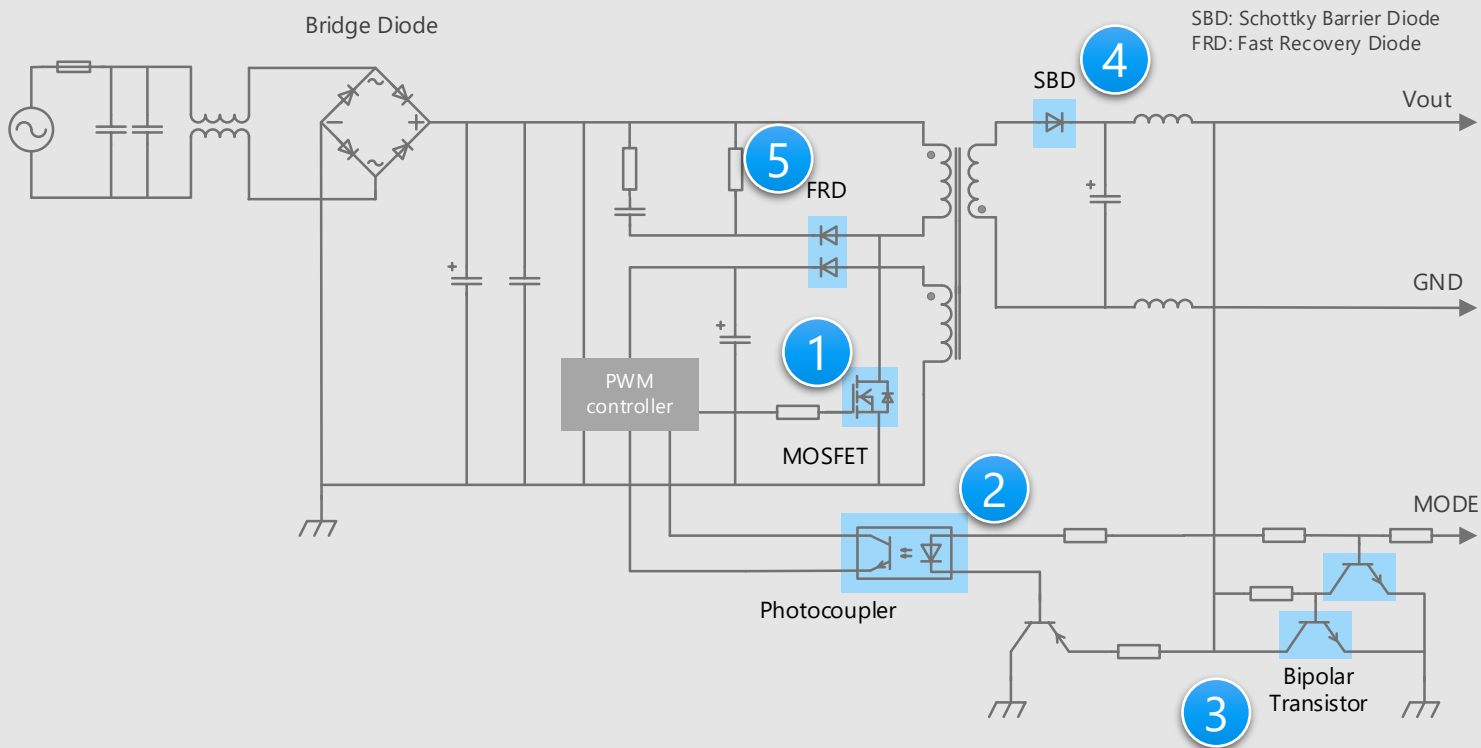 Bridge Diode
SBD: Schottky Barrier Diode
FRD: Fast Recovery Diode
4
SBD
Vout
5
FRD
GND
1
PWM
controller
MOSFET
2
MODE
Photocoupler
Bipolar
Transistor
3